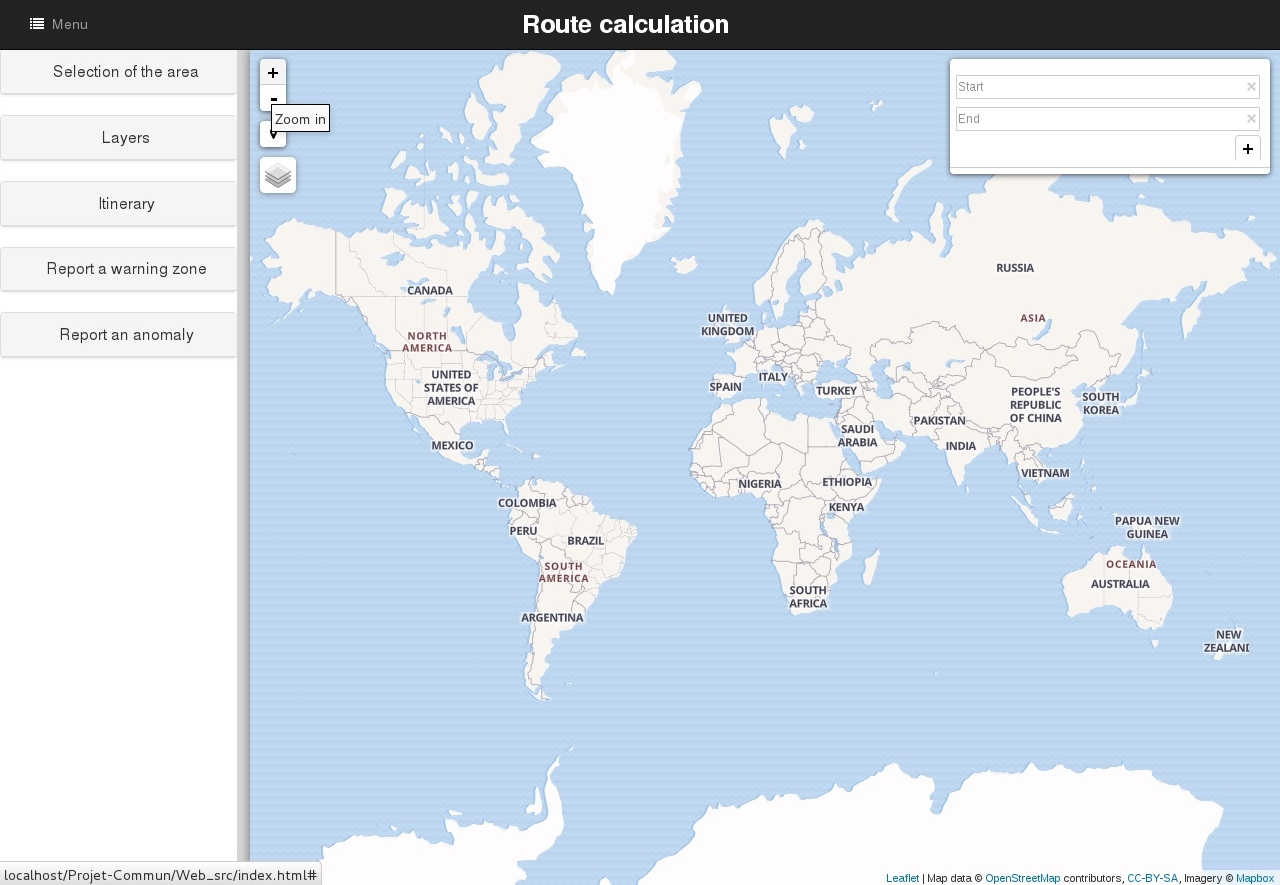 Menu
Route calculation
Selection of the area
Layers
Itinerary
Report a warning zone
Report an anomaly
+
-
Zoom in
Start ×
End ×
+
CANADA
NORTH
AMERICA
UNITED
STATES OF
AMERICA
MEXICO
COLOMBIA
PERU
BRAZIL
SOUTH
AMERICA
ARGENTINA
UNITED
KINGDOM
SPAIN
ITALY
TURKEY
SAUDI
ARABIA
NIGERIA
ETHIOPIA
KENYA
SOUTH
AFRICA
RUSSIA
ASIA
PEOPLE'S
REPUBLIC
OF CHINA
SOUTH
KOREA
PAKISTAN
INDIA
VIETNAM
PAPUA NEW
GUINEA
OCEANIA
AUSTRALIA
NEW
ZEALAN
localhost/Projet-Commun/Web_src/index.html#
Leaflet | Map data © OpenStreetMap contributors, CC-BY-SA, Imagery © Mapbox